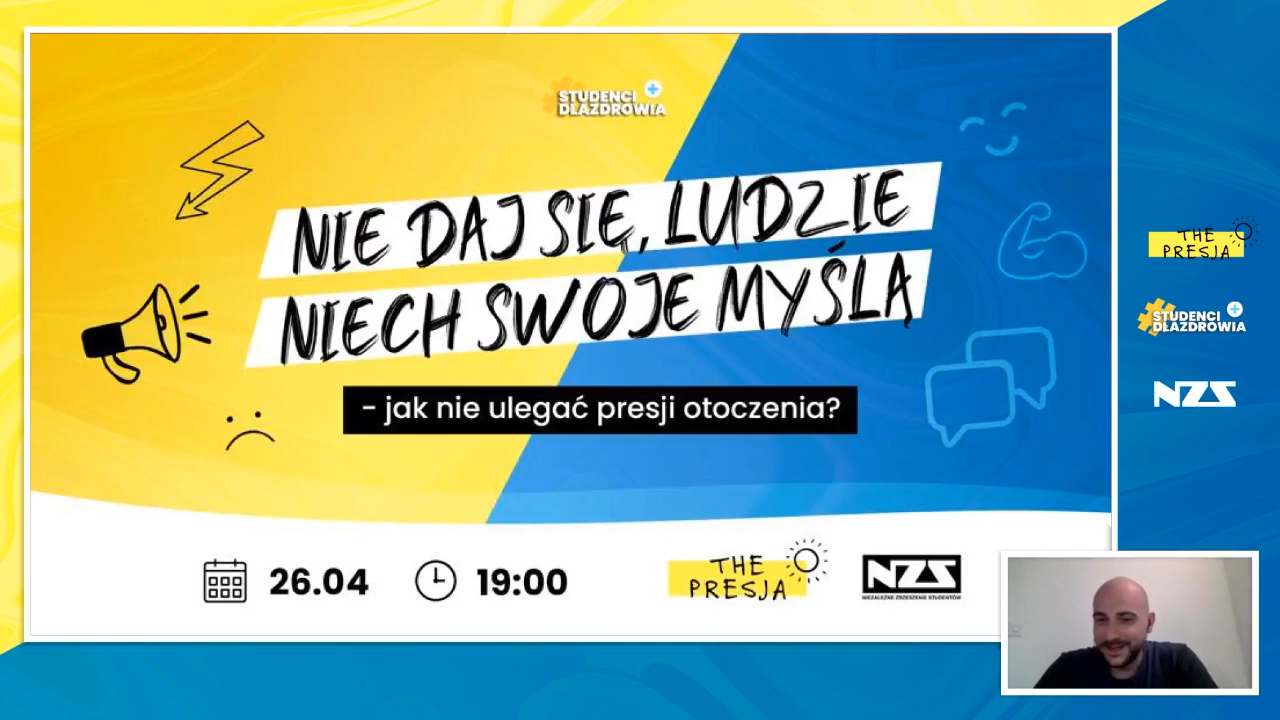 STUDENCI
DLAZDROWIA
NIE DAJ SIĘ, LUDZIE
NIECH SWOJE MYŚLĄ
- jak nie ulegać presji otoczenia?
26.04
19:00
THE
PRESJA
NZS
NIEZALEŻNE ZRZESZENIE STUDENTÓW
THE
PRESJA
STUDENCI
DLAZDROWIA
NZS